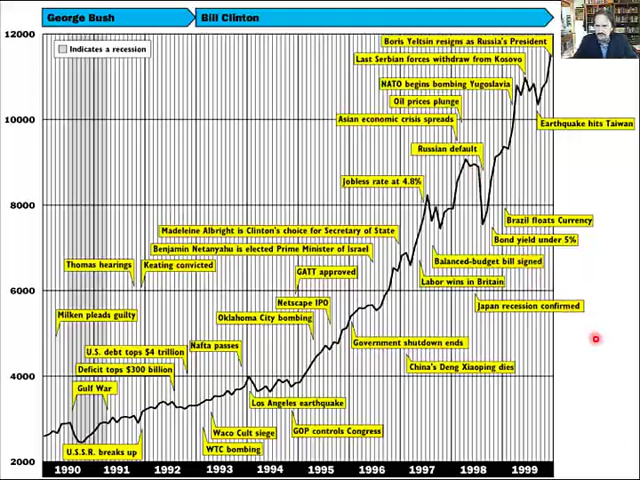 George Bush
Bill Clinton
12000
10000
8000
6000
4000
2000
Indicates a recession
Boris Yeltsin resigns as Russia's President
Last Serbian forces withdraw from Kosovo
NATO begins bombing Yugoslavia
Oil prices plunge
Asian economic crisis spreads
Earthquake hits Taiwan
Russian default
Jobless rate at 4.8%
Brazil floats Currency
Madeleine Albright is Clinton's choice for Secretary of State
Bond yield under 5%
Benjamin Netanyahu is elected Prime Minister of Israel
Thomas hearings
Keating convicted
Balanced-budget bill signed
GATT approved
Labor wins in Britain
Netscape IPO
Japan recession confirmed
Milken pleads guilty
Oklahoma City bombing
Government shutdown ends
Nafta passes
U.S. debt tops $4 trillion
Deficit tops $300 billion
China's Deng Xiaoping dies
Gulf War
Los Angeles earthquake
Waco Cult siege
GOP controls Congress
U.S.S.R. breaks up
WTC bombing
1990 1991 1992 1993 1994 1995 1996 1997 1998 1999